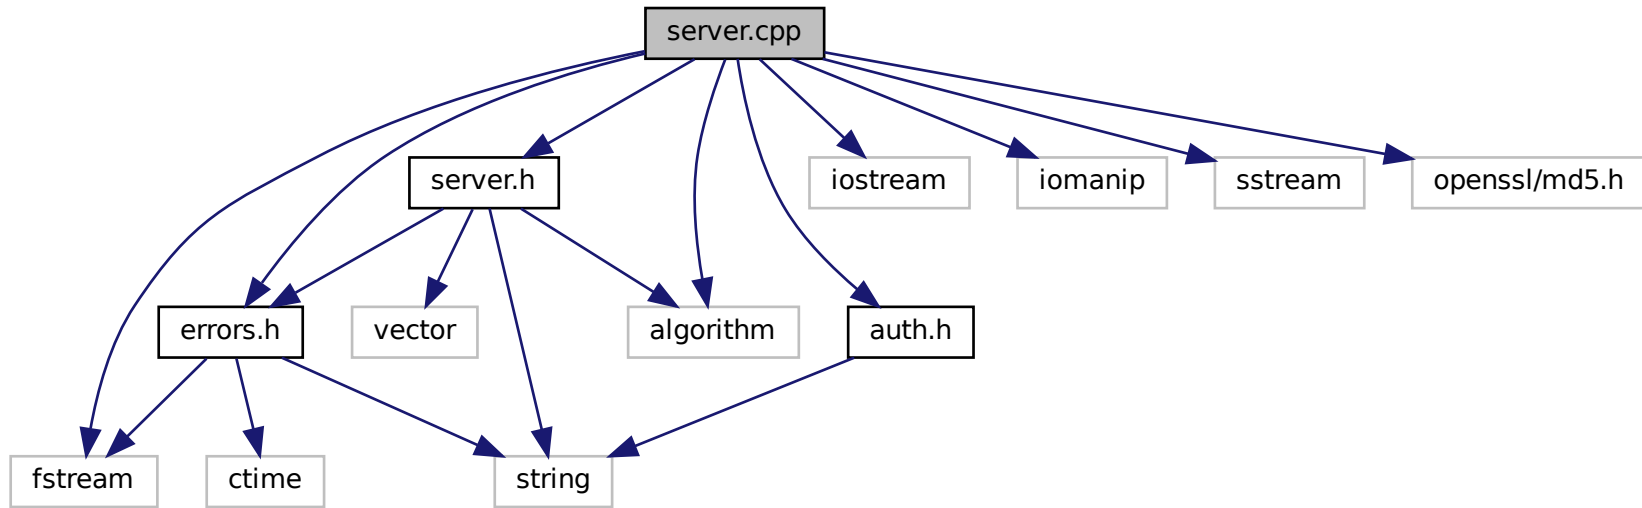 server.cpp
server.h
iostream
iomanip
sstream
openssl/md5.h
errors.h
vector
algorithm
auth.h
fstream
ctime
string